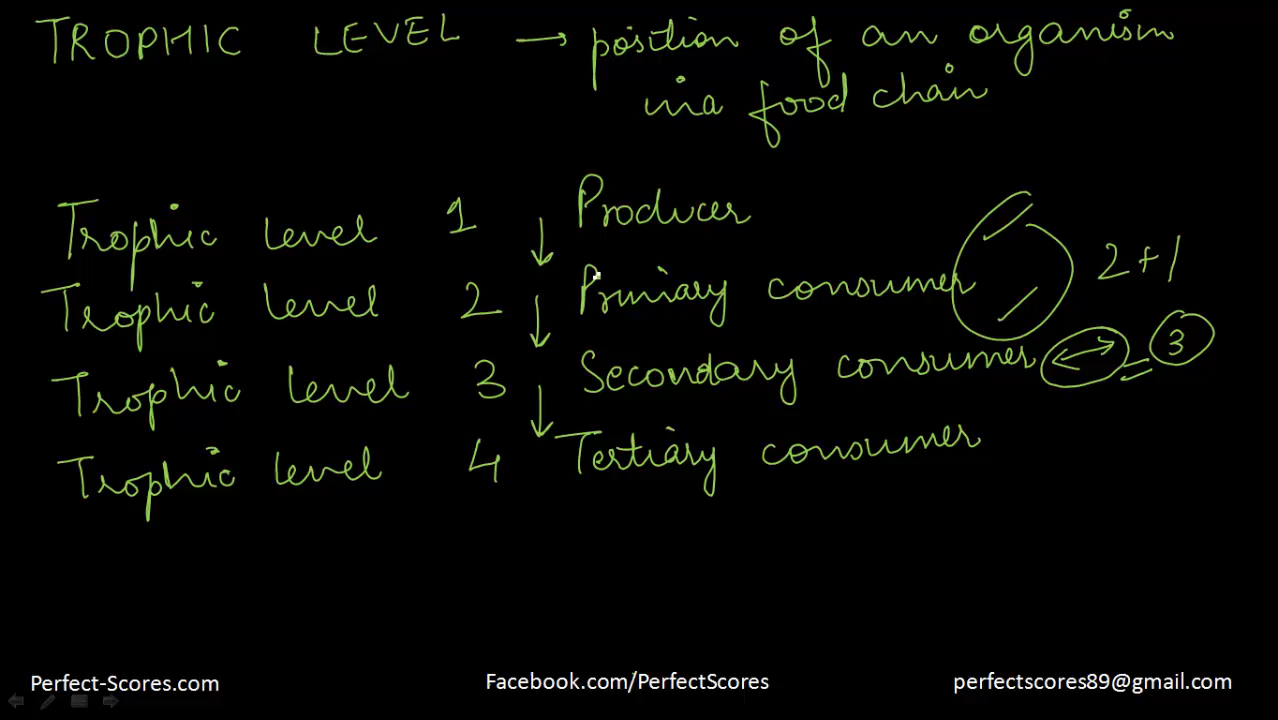 TROPHIC LEVEL → position of an organism
via food chain
Trophic level 1 ↓ Producer
Trophic level 2 ↓ Primary consumer 2+1
Trophic level 3 ↓ Secondary consumer ↔ = 3
Trophic level 4 Tertiary consumer
Perfect-Scores.com Facebook.com/PerfectScores perfectscores89@gmail.com